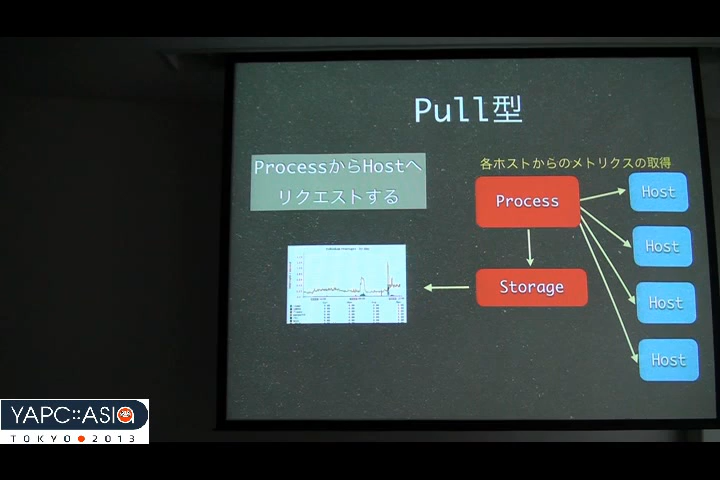 Pull型
ProcessからHostへ
リクエストする
各ホストからのメトリクスの取得
Process
Host
Host
Storage
Host
Host
YAPC::ASIA
TOKYO 2013